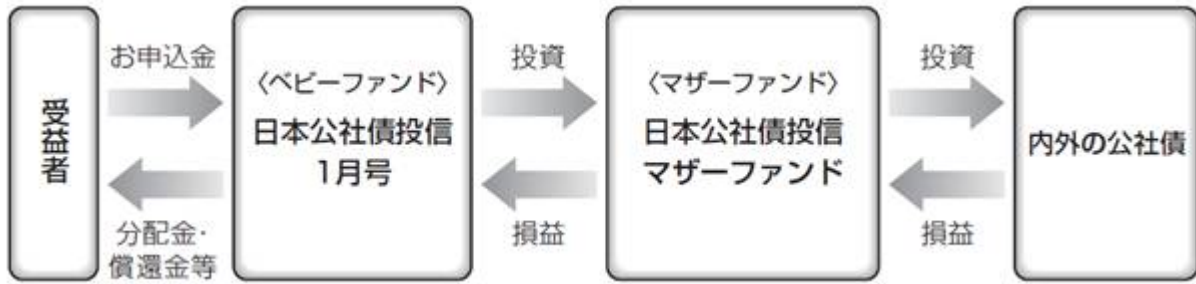 受益者
お申込金
分配金・
償還金等
〈ベビーファンド〉
日本公社債投信
1月号
投資
損益
〈マザーファンド〉
日本公社債投信
マザーファンド
投資
損益
内外の公社債